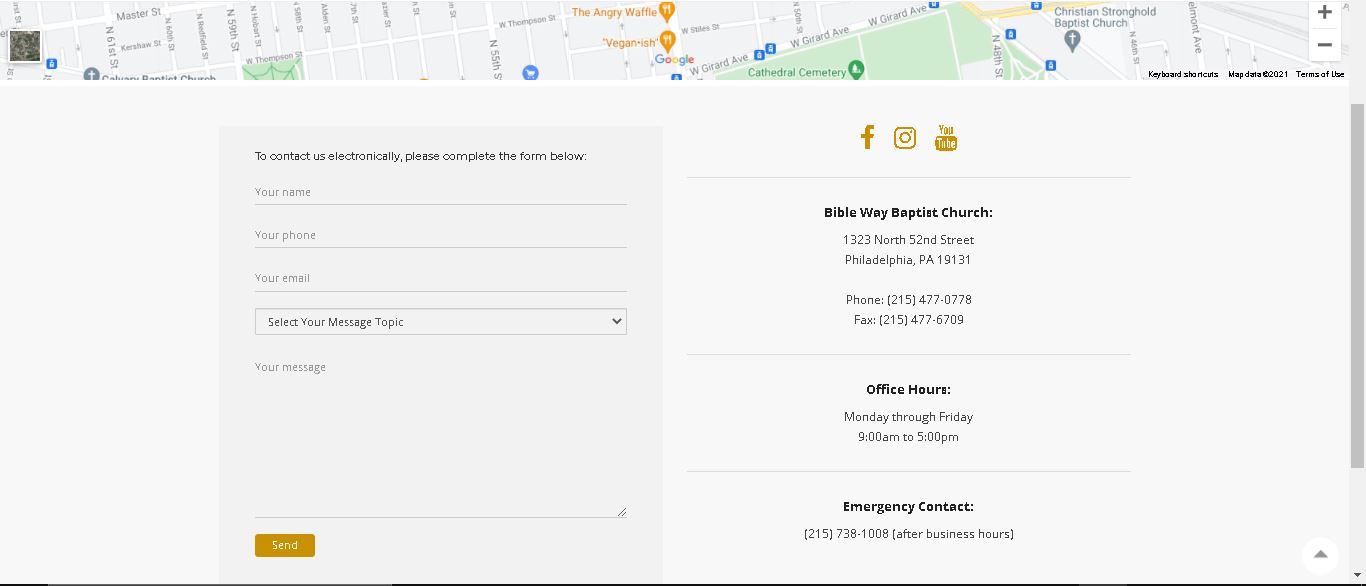 Master St
Kershaw St
N 61st St
N 60th St
N Redfield St
N 59th St
N Hobart St
N 58th St
W Thompson St
Calvary Baptist Church
The Angry Waffle
W Thompson St
"Vegan-ish"
N 55th St
W Stiles St
Google
W Girard Ave
W Girard Ave
W Girard Ave
N 50th St
Cathedral Cemetery
N 48th St
Christian Stronghold
Baptist Church
N 46th St
elmont Ave
+
−
Keyboard shortcuts Map data ©2021 Terms of Use
To contact us electronically, please complete the form below:
Your name
Your phone
Your email
Select Your Message Topic
Your message
Send
You
Tube
Bible Way Baptist Church:
1323 North 52nd Street
Philadelphia, PA 19131
Phone: (215) 477-0778
Fax: (215) 477-6709
Office Hours:
Monday through Friday
9:00am to 5:00pm
Emergency Contact:
(215) 738-1008 (after business hours)